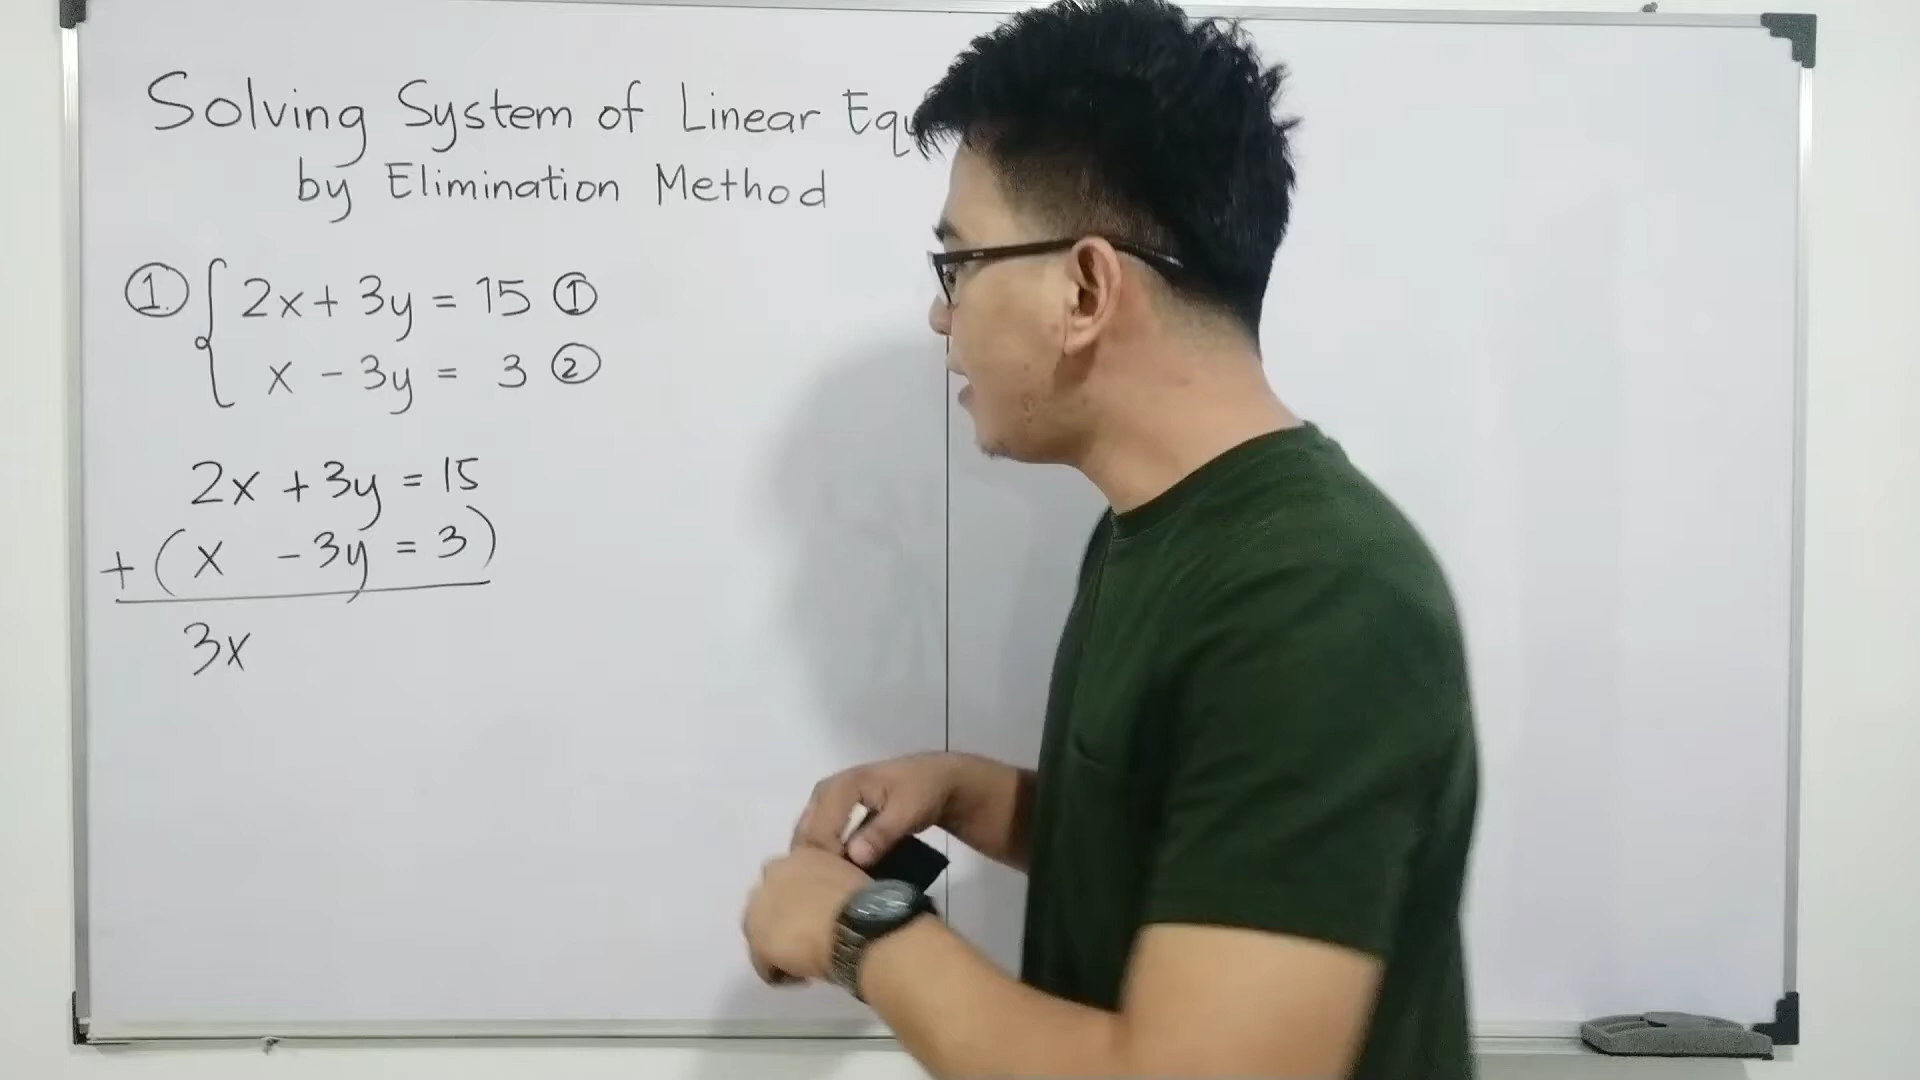 Solving System of Linear Equ
by Elimination Method
① { 2x + 3y = 15 ①
x - 3y = 3 ②
2x + 3y = 15
+ (x - 3y = 3)
3x